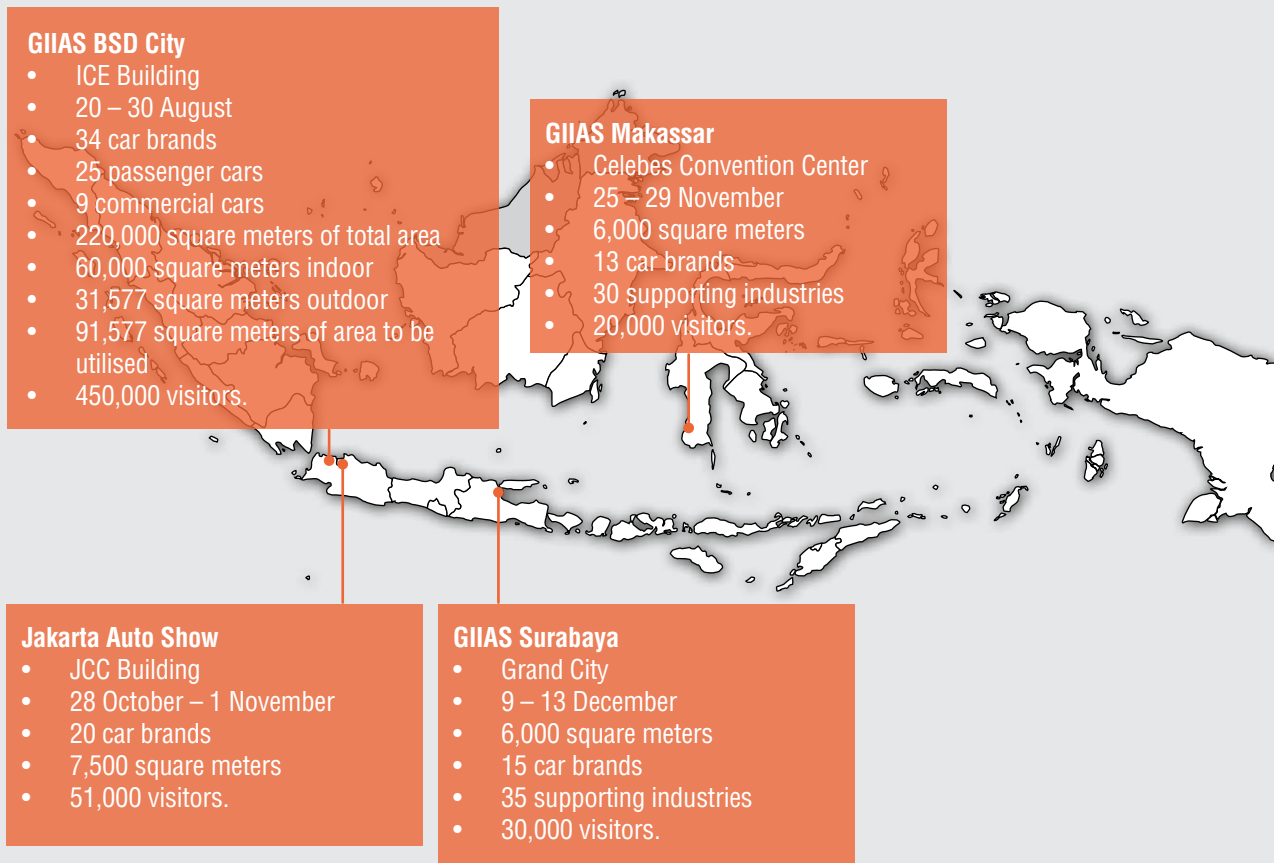 GIIAS BSD City
• ICE Building
• 20 – 30 August
• 34 car brands
• 25 passenger cars
• 9 commercial cars
• 220,000 square meters of total area
• 60,000 square meters indoor
• 31,577 square meters outdoor
• 91,577 square meters of area to be
utilised
• 450,000 visitors.
GIIAS Makassar
• Celebes Convention Center
• 25 – 29 November
• 6,000 square meters
• 13 car brands
• 30 supporting industries
• 20,000 visitors.
Jakarta Auto Show
• JCC Building
• 28 October – 1 November
• 20 car brands
• 7,500 square meters
• 51,000 visitors.
GIIAS Surabaya
• Grand City
• 9 – 13 December
• 6,000 square meters
• 15 car brands
• 35 supporting industries
• 30,000 visitors.